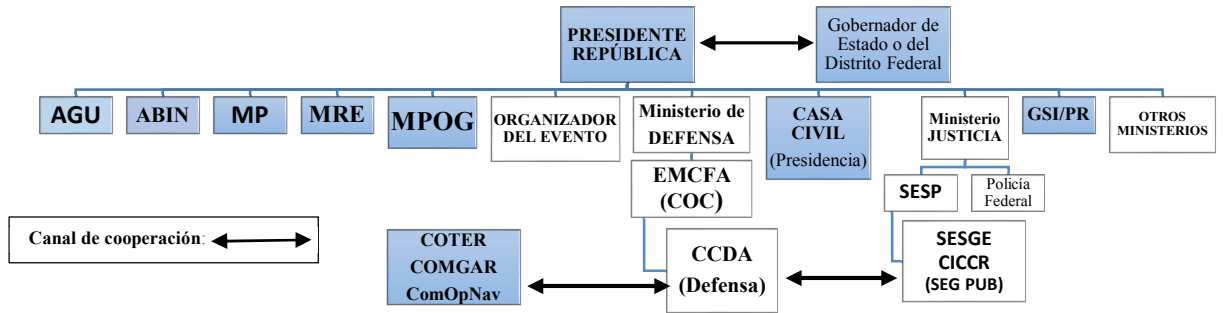 PRESIDENTE
REPÚBLICA
Gobernador de
Estado o del
Distrito Federal
AGU
ABIN
MP
MRE
MPOG
ORGANIZADOR
DEL EVENTO
Ministerio de
DEFENSA
CASA
CIVIL
(Presidencia)
Ministerio
JUSTICIA
GSI/PR
OTROS
MINISTERIOS
EMCFA
(COC)
SESP
Policía
Federal
Canal de cooperación:
COTER
COMGAR
ComOpNav
CCDA
(Defensa)
SESGE
CICCR
(SEG PUB)